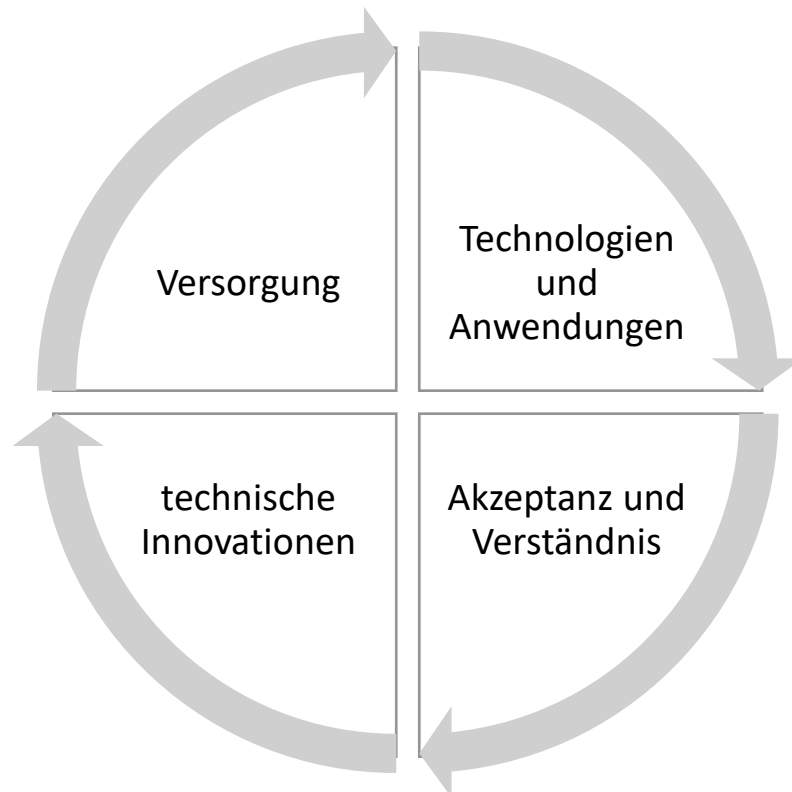 Versorgung
Technologien
und
Anwendungen
technische
Innovationen
Akzeptanz und
Verständnis